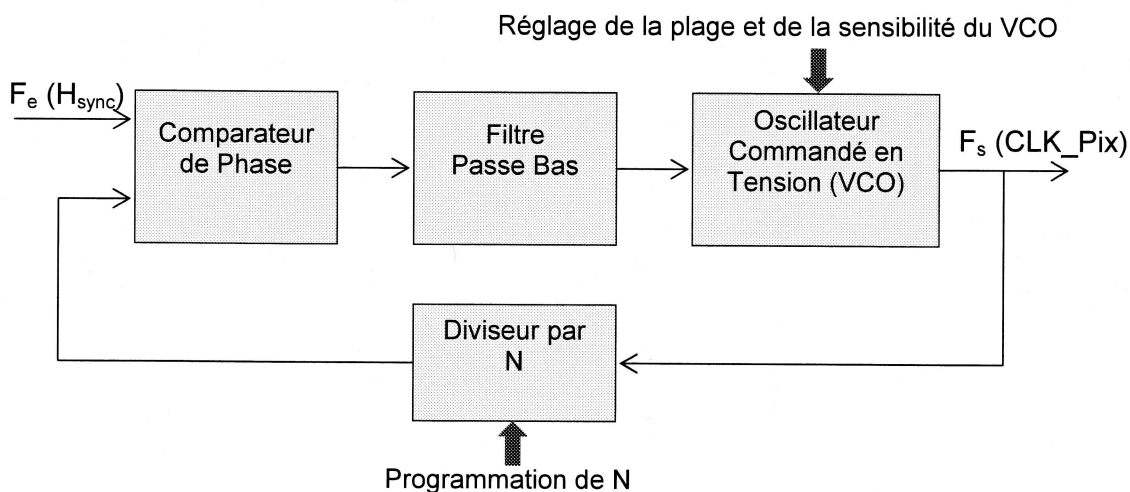 Réglage de la plage et de la sensibilité du VCO
Fe (Hsync)
Comparateur
de Phase
Filtre
Passe Bas
Oscillateur
Commandé en
Tension (VCO)
Fs (CLK_Pix)
Diviseur par
N
Programmation de N